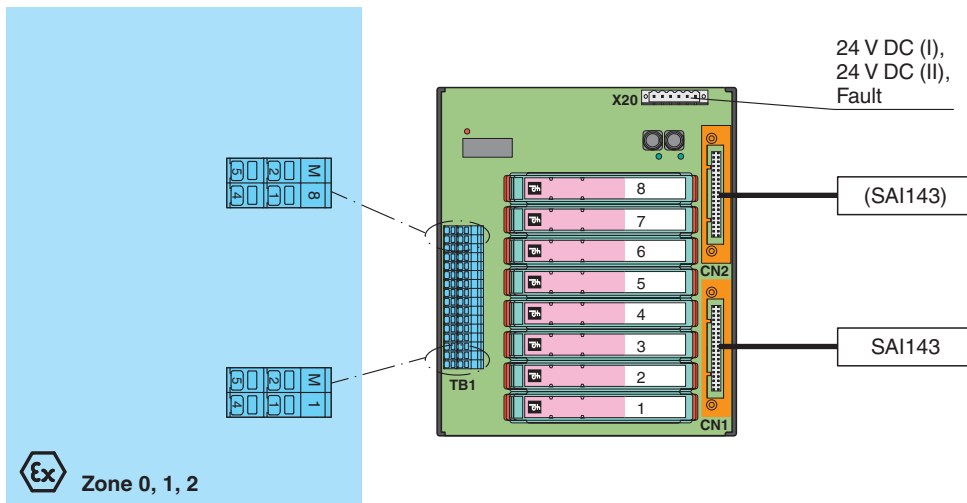 24 V DC (I),
24 V DC (II),
Fault
X20
5 2 M
4 1 8
8
7
6
5
4
3
2
1
(SAI143)
CN2
SAI143
CN1
TB1
5 2 M
4 1 1
Ex
Zone 0, 1, 2